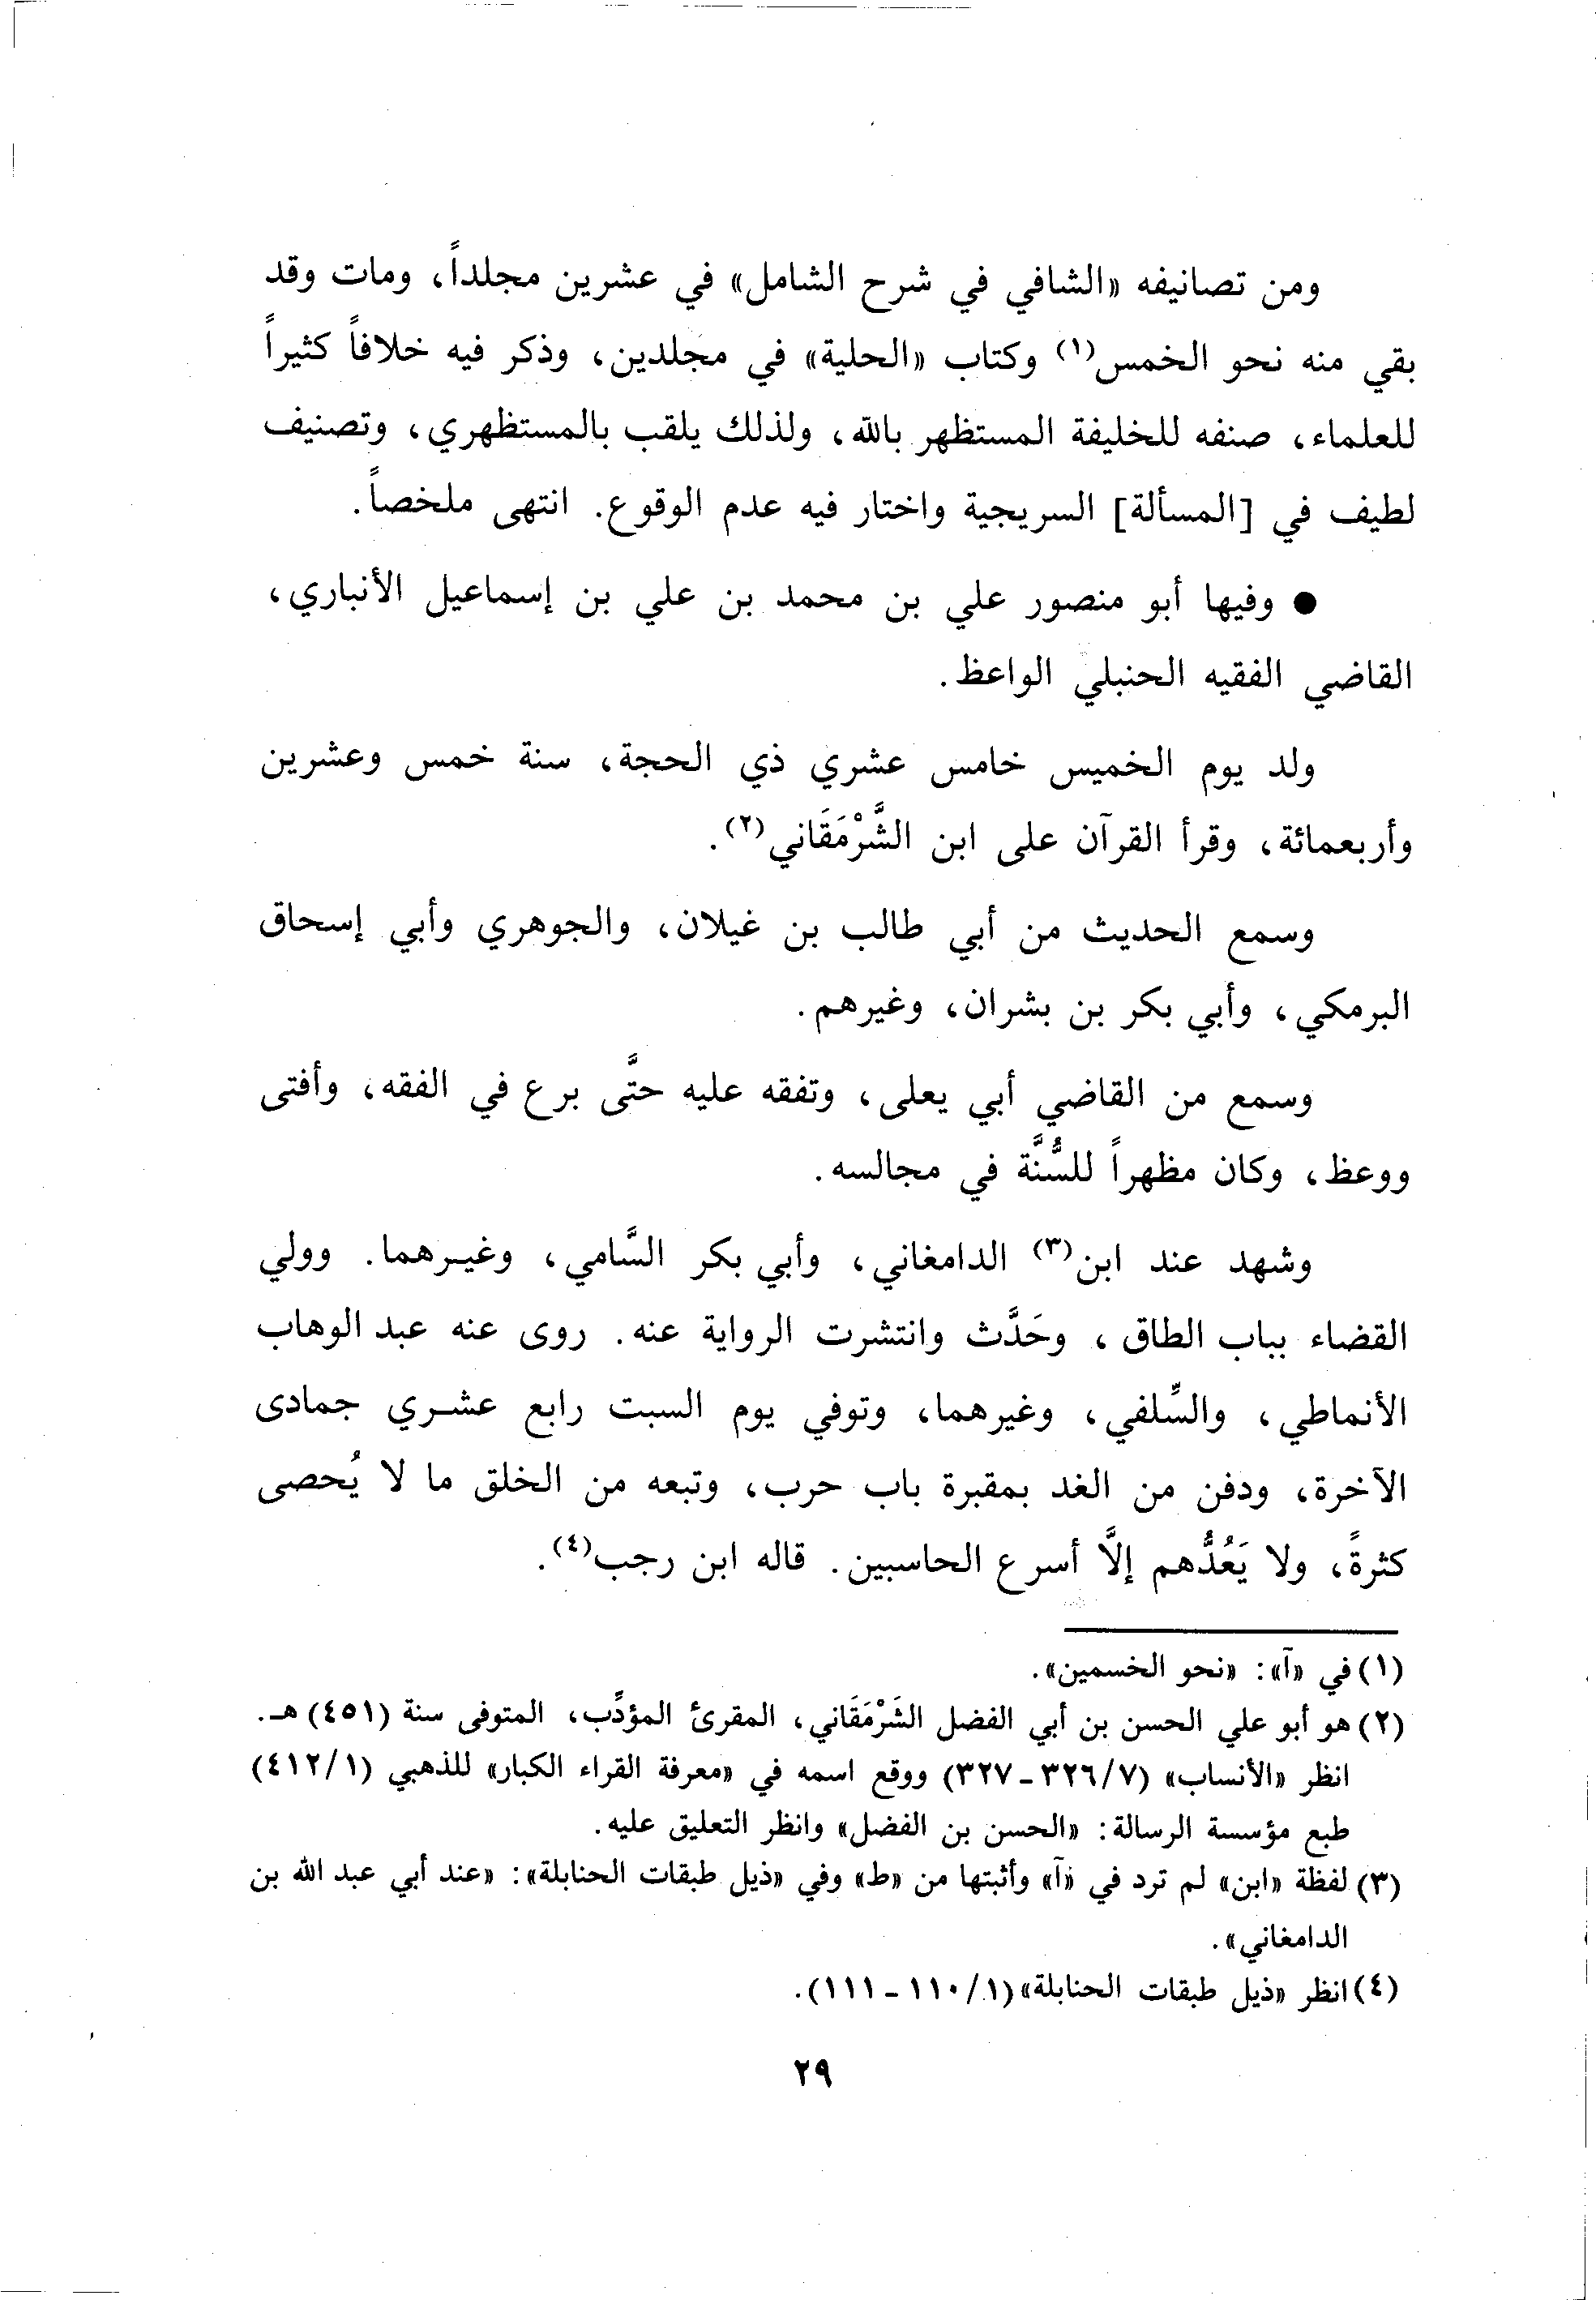 ومن تصانيفه «الشافي في شرح الشامل» في عشرين مجلداً، ومات وقد
بقي منه نحو الخمس(١) وكتاب «الحلية» في مجلدين، وذكر فيه خلافاً كثيراً
للعلماء، صنفه للخليفة المستظهر بالله، ولذلك يلقب بالمستظهري، وتصنيف
لطيف في [المسألة] السريجية واختار فيه عدم الوقوع. انتهى ملخصاً.
● وفيها أبو منصور علي بن محمد بن علي بن إسماعيل الأنباري،
القاضي الفقيه الحنبلي الواعظ.
ولد يوم الخميس خامس عشري ذي الحجة، سنة خمس وعشرين
وأربعمائة، وقرأ القرآن على ابن الشَّرْمَقَاني(٢).
وسمع الحديث من أبي طالب بن غيلان، والجوهري وأبي إسحاق
البرمكي، وأبي بكر بن بشران، وغيرهم.
وسمع من القاضي أبي يعلى، وتفقه عليه حتَّى برع في الفقه، وأفتى
ووعظ، وكان مظهراً للسُّنَّة في مجالسه.
وشهد عند ابن(٣) الدامغاني، وأبي بكر السَّامي، وغيرهما. وولي
القضاء بباب الطاق، وحَدَّث وانتشرت الرواية عنه. روى عنه عبد الوهاب
الأنماطي، والسِّلفي، وغيرهما، وتوفي يوم السبت رابع عشري جمادى
الآخرة، ودفن من الغد بمقبرة باب حرب، وتبعه من الخلق ما لا يُحصى
كثرةً، ولا يَعُدُّهم إلاَّ أسرع الحاسبين. قاله ابن رجب(٤).
(١) في «آ»: «نحو الخسمين».
(٢) هو أبو علي الحسن بن أبي الفضل الشَرْمَقَاني، المقرئ المؤدِّب، المتوفى سنة (٤٥١) هـ.
انظر «الأنساب» (٣٢٦/٧ - ٣٢٧) ووقع اسمه في «معرفة القراء الكبار» للذهبي (٤١٢/١)
طبع مؤسسة الرسالة: «الحسن بن الفضل» وانظر التعليق عليه.
(٣) لفظة «ابن» لم ترد في «آ» وأثبتها من «ط» وفي «ذيل طبقات الحنابلة»: «عند أبي عبد الله بن
الدامغاني».
(٤) انظر «ذيل طبقات الحنابلة» (١١٠/١ - ١١١).
٢٩